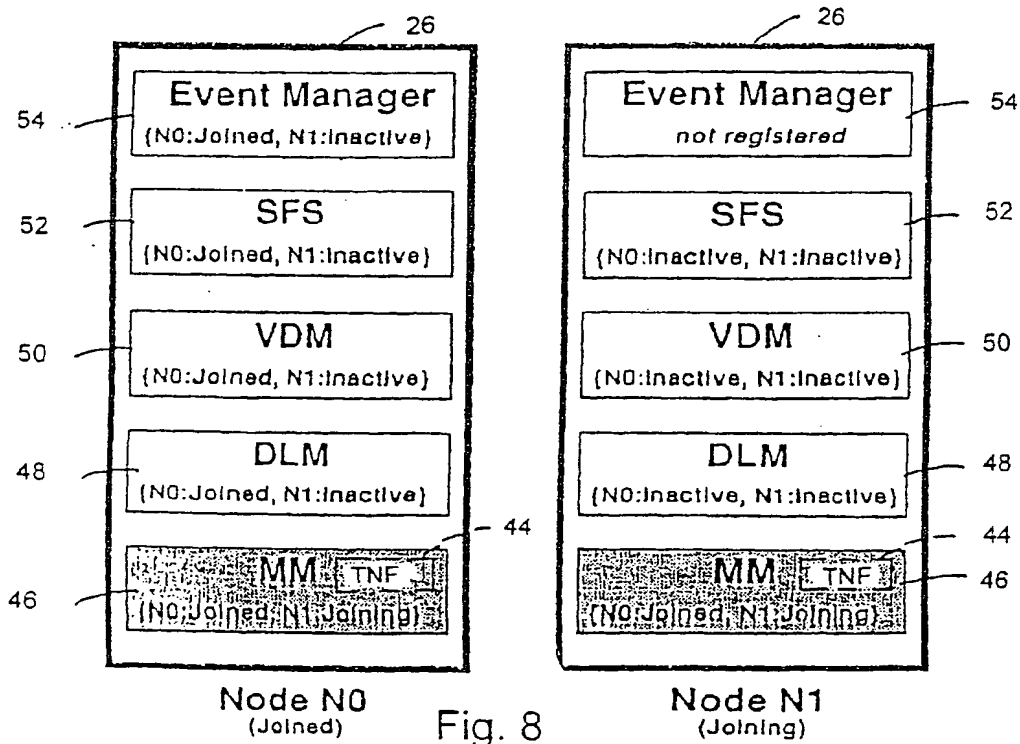 26
Event Manager
54
{N0:Joined, N1:Inactive}
SFS
52
{N0:Joined, N1:Inactive}
VDM
50
{N0:Joined, N1:Inactive}
DLM
48
{N0:Joined, N1:Inactive}
44
MM
TNF
46
{N0:Joined, N1:Joining}
Node N0
(Joined)
26
Event Manager
54
not registered
SFS
52
{N0:Inactive, N1:Inactive}
VDM
50
{N0:Inactive, N1:Inactive}
DLM
48
{N0:Inactive, N1:Inactive}
44
MM
TNF
46
{N0:Joined, N1:Joining}
Node N1
(Joining)
Fig. 8